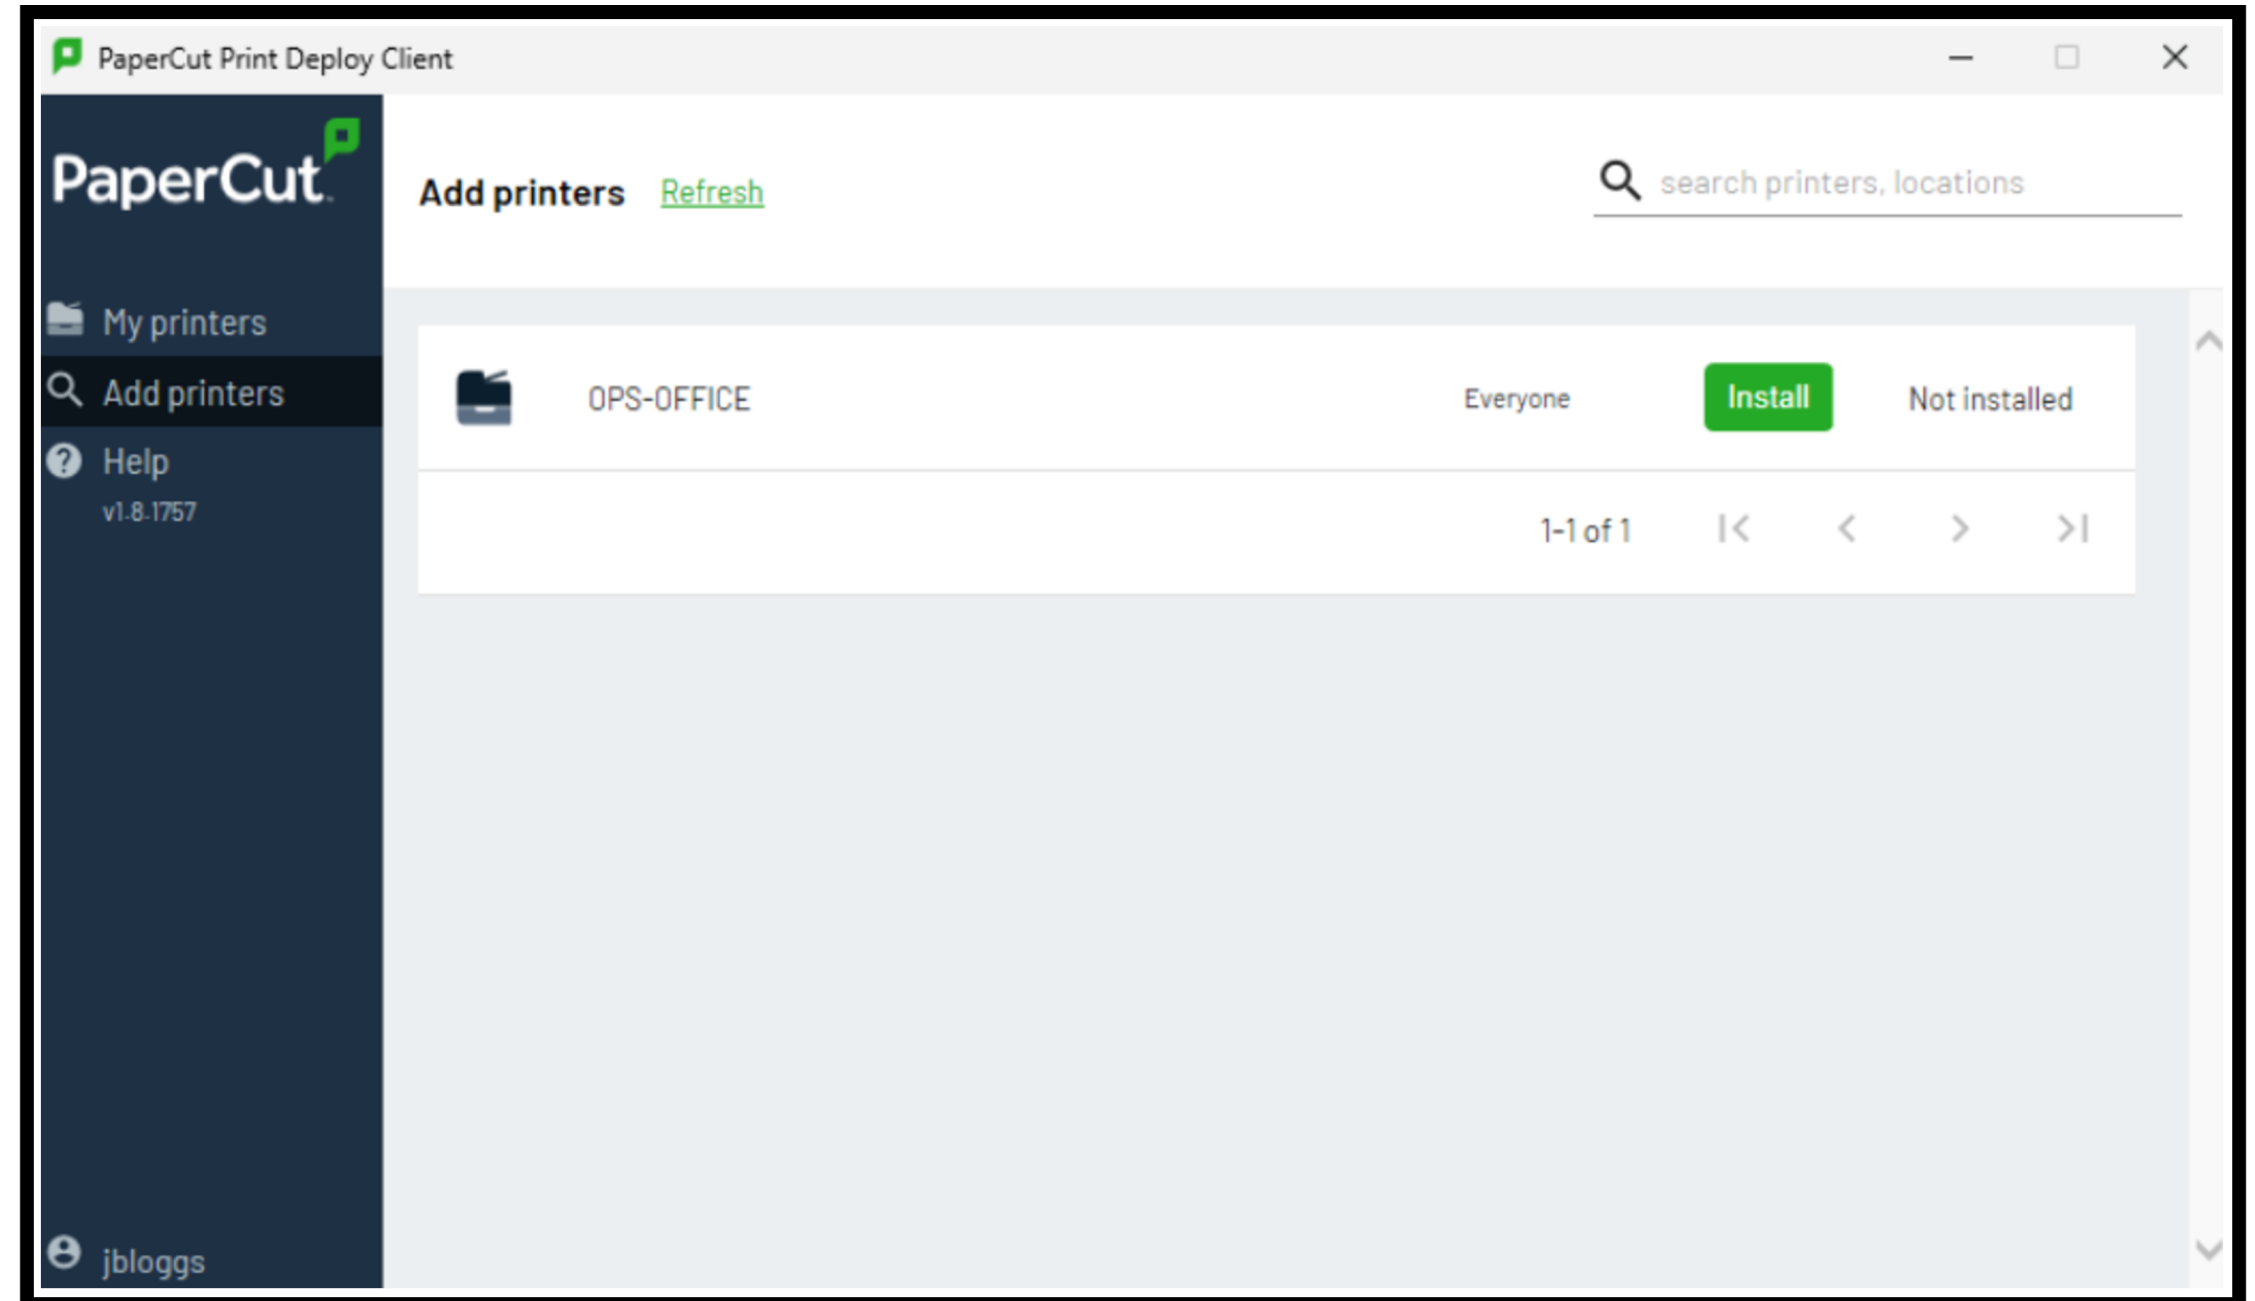 PaperCut Print Deploy Client
PaperCut
Add printers Refresh
search printers, locations
My printers
Add printers
Help
v1.8.1757
OPS-OFFICE Everyone Install Not installed
1-1 of 1
jbloggs